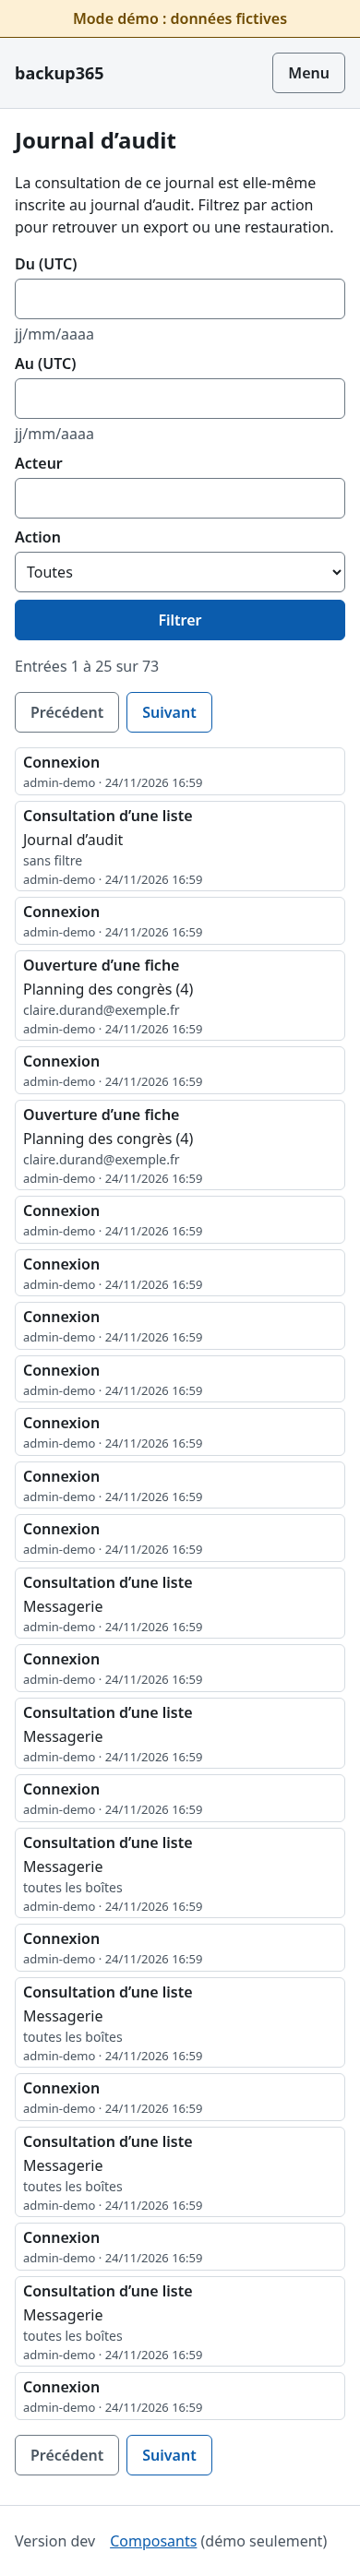 Mode démo : données fictives
backup365
Menu
Journal d’audit
La consultation de ce journal est elle-même
inscrite au journal d’audit. Filtrez par action
pour retrouver un export ou une restauration.
Du (UTC)
jj/mm/aaaa
Au (UTC)
jj/mm/aaaa
Acteur
Action
Toutes
Filtrer
Entrées 1 à 25 sur 73
Précédent
Suivant
Connexion
admin-demo · 24/11/2026 16:59
Consultation d’une liste
Journal d’audit
sans filtre
admin-demo · 24/11/2026 16:59
Connexion
admin-demo · 24/11/2026 16:59
Ouverture d’une fiche
Planning des congrès (4)
claire.durand@exemple.fr
admin-demo · 24/11/2026 16:59
Connexion
admin-demo · 24/11/2026 16:59
Ouverture d’une fiche
Planning des congrès (4)
claire.durand@exemple.fr
admin-demo · 24/11/2026 16:59
Connexion
admin-demo · 24/11/2026 16:59
Connexion
admin-demo · 24/11/2026 16:59
Connexion
admin-demo · 24/11/2026 16:59
Connexion
admin-demo · 24/11/2026 16:59
Connexion
admin-demo · 24/11/2026 16:59
Connexion
admin-demo · 24/11/2026 16:59
Connexion
admin-demo · 24/11/2026 16:59
Consultation d’une liste
Messagerie
admin-demo · 24/11/2026 16:59
Connexion
admin-demo · 24/11/2026 16:59
Consultation d’une liste
Messagerie
admin-demo · 24/11/2026 16:59
Connexion
admin-demo · 24/11/2026 16:59
Consultation d’une liste
Messagerie
toutes les boîtes
admin-demo · 24/11/2026 16:59
Connexion
admin-demo · 24/11/2026 16:59
Consultation d’une liste
Messagerie
toutes les boîtes
admin-demo · 24/11/2026 16:59
Connexion
admin-demo · 24/11/2026 16:59
Consultation d’une liste
Messagerie
toutes les boîtes
admin-demo · 24/11/2026 16:59
Connexion
admin-demo · 24/11/2026 16:59
Consultation d’une liste
Messagerie
toutes les boîtes
admin-demo · 24/11/2026 16:59
Connexion
admin-demo · 24/11/2026 16:59
Précédent
Suivant
Version dev Composants (démo seulement)